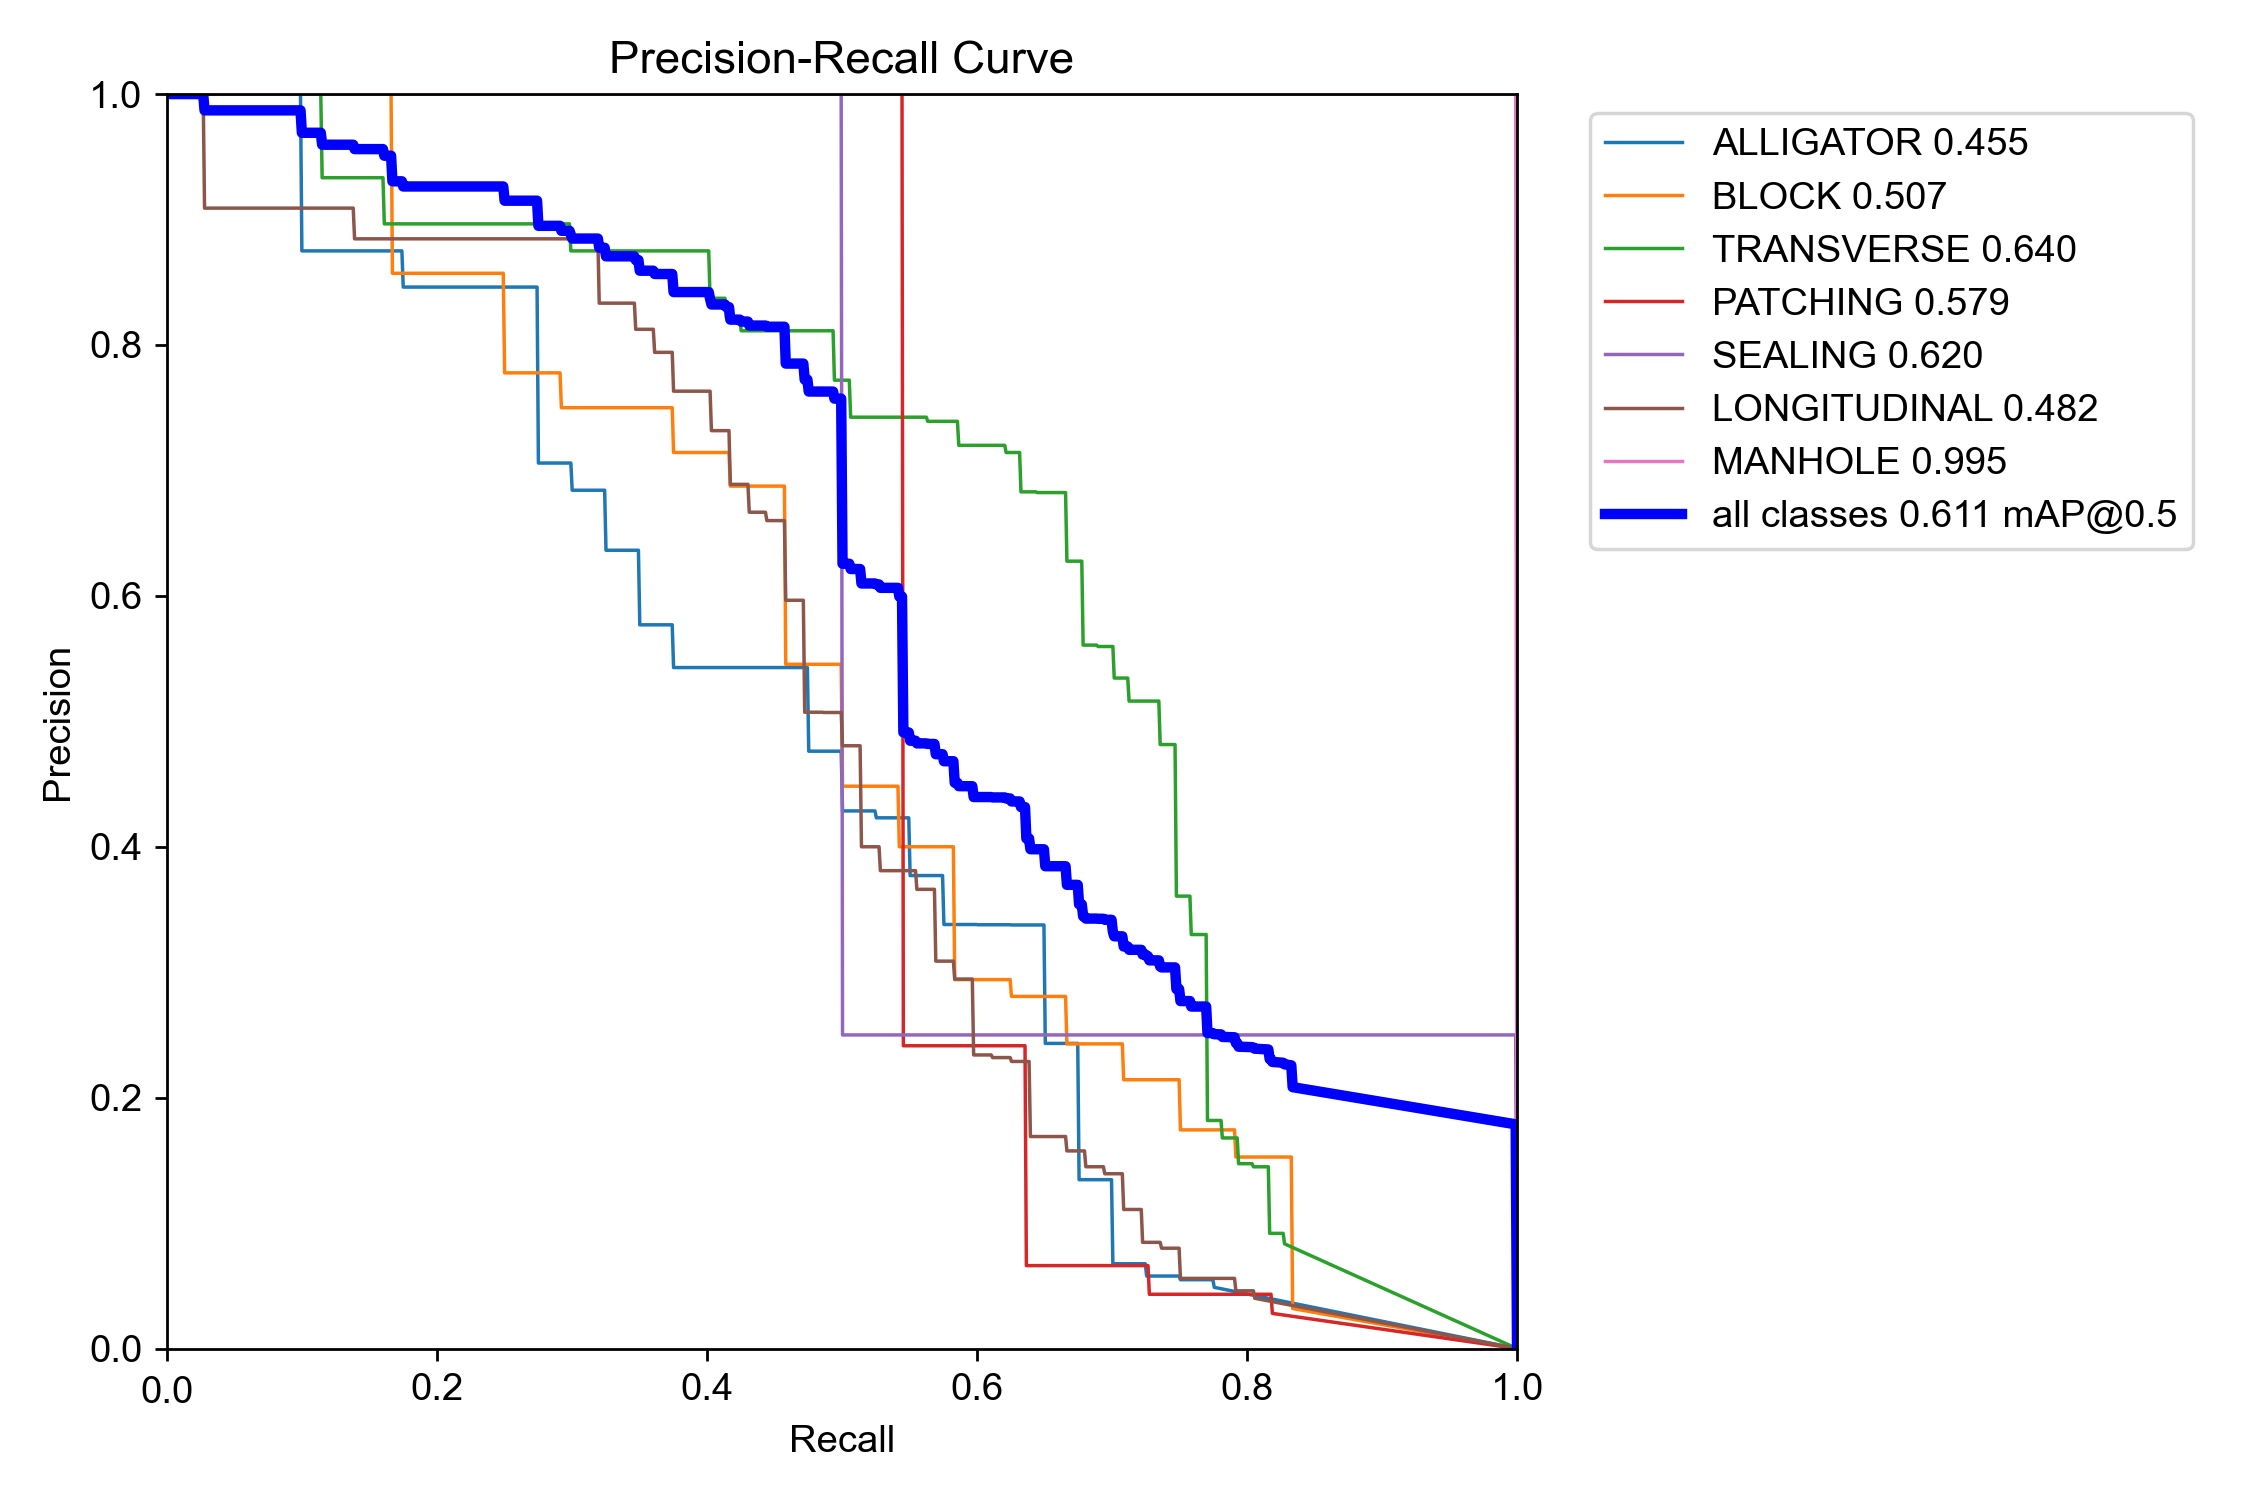 Precision-Recall Curve
1.0
0.8
0.6
0.4
0.2
0.0
Precision
0.0 0.2 0.4 0.6 0.8 1.0
Recall
ALLIGATOR 0.455
BLOCK 0.507
TRANSVERSE 0.640
PATCHING 0.579
SEALING 0.620
LONGITUDINAL 0.482
MANHOLE 0.995
all classes 0.611 mAP@0.5